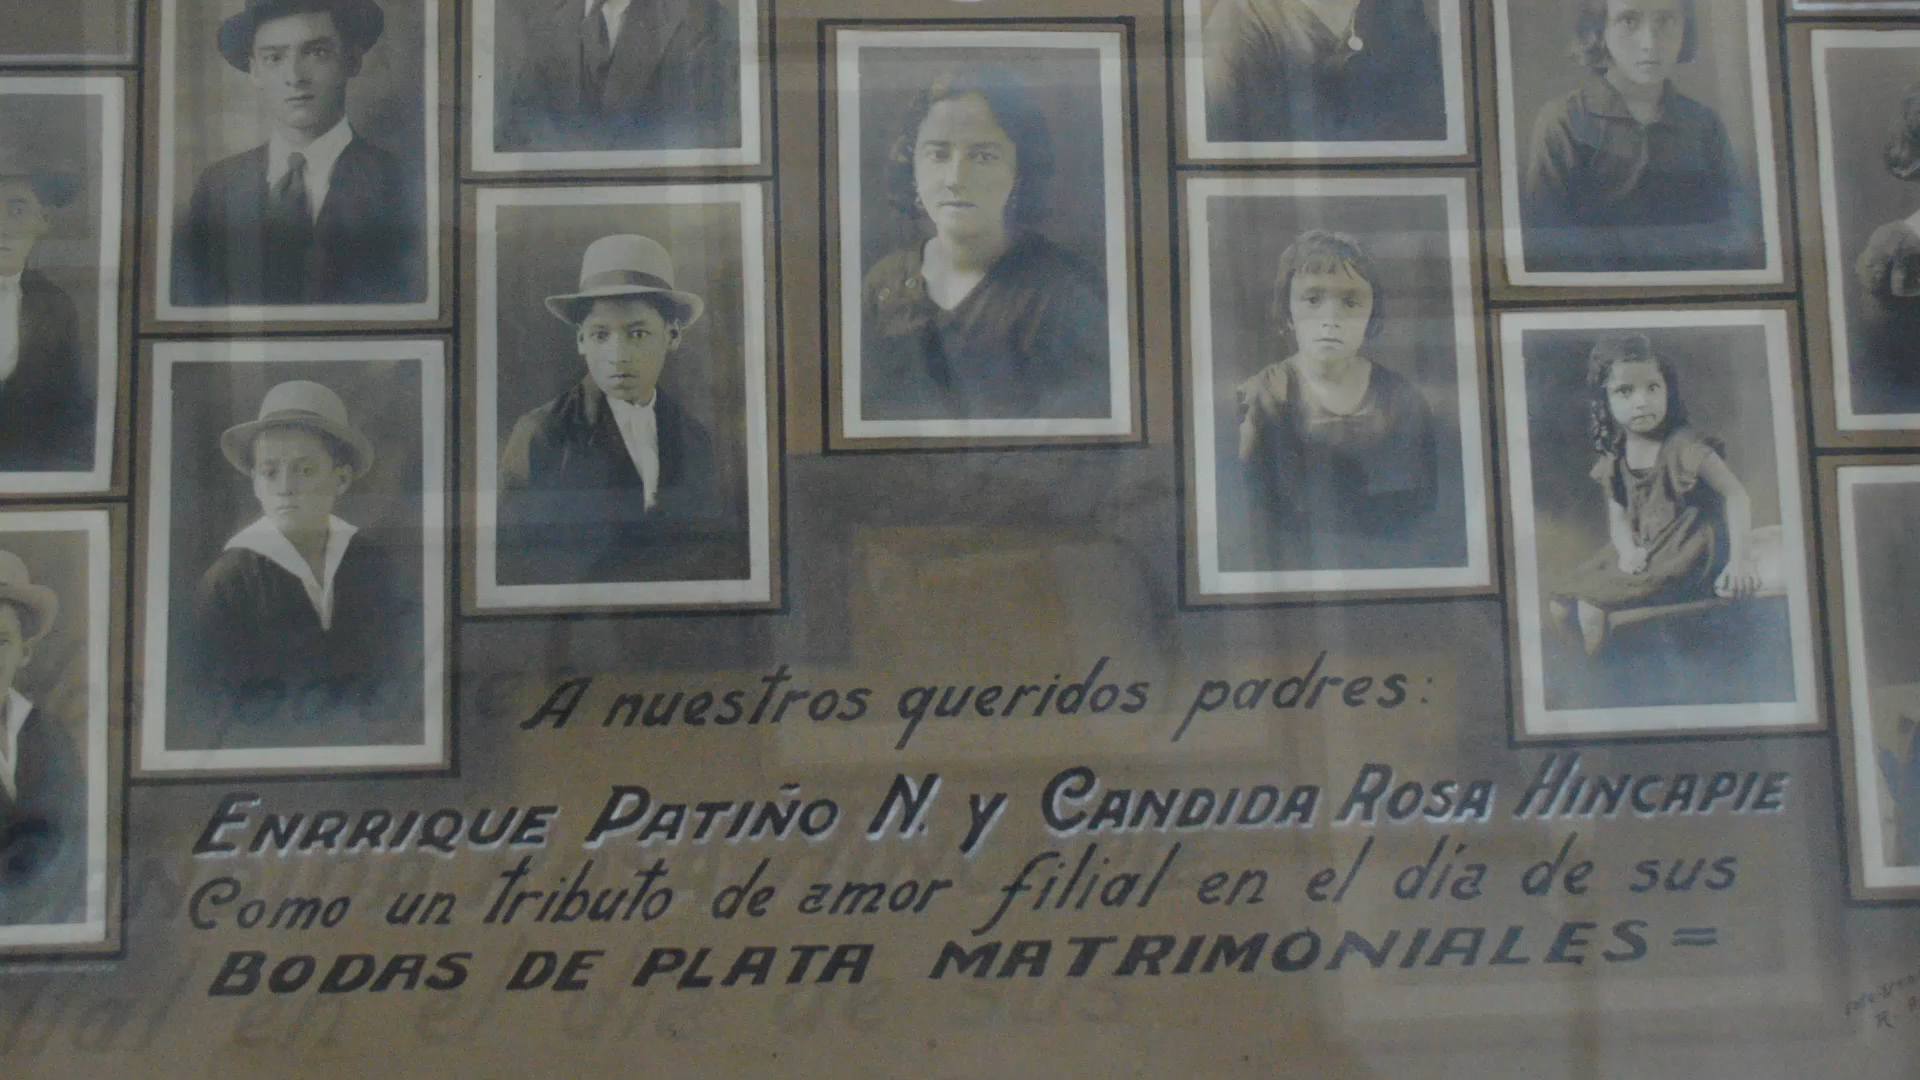 A nuestros queridos padres:
ENRRIQUE PATIÑO N. y CANDIDA ROSA HINCAPIE
Como un tributo de amor filial en el día de sus
BODAS DE PLATA MATRIMONIALES=